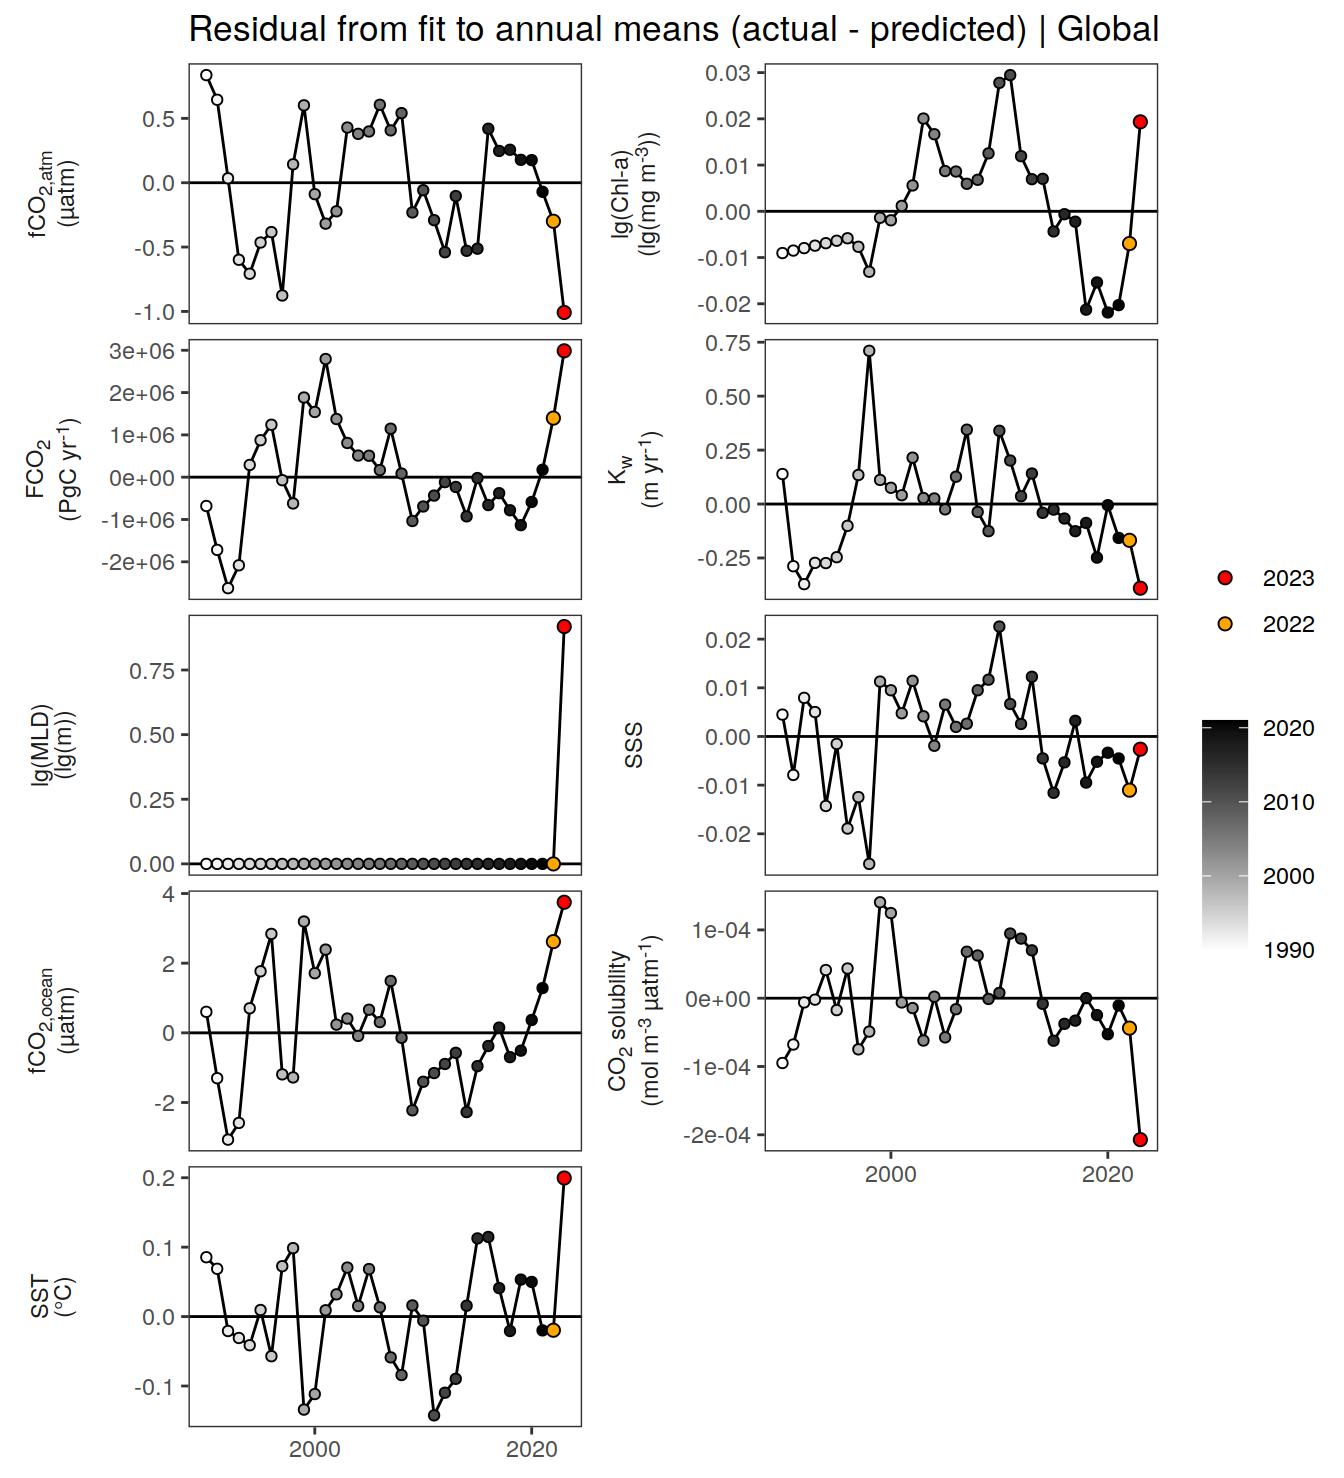 Residual from fit to annual means (actual - predicted) | Global
fCO2,atm
(µatm)
0.5
0.0
-0.5
-1.0
lg(Chl-a)
(lg(mg m-3))
0.03
0.02
0.01
0.00
-0.01
-0.02
FCO2
(PgC yr-1)
3e+06
2e+06
1e+06
0e+00
-1e+06
-2e+06
Kw
(m yr-1)
0.75
0.50
0.25
0.00
-0.25
lg(MLD)
(lg(m))
0.75
0.50
0.25
0.00
SSS
0.02
0.01
0.00
-0.01
-0.02
fCO2,ocean
(µatm)
4
2
0
-2
CO2 solubility
(mol m-3 µatm-1)
1e-04
0e+00
-1e-04
-2e-04
2000
2020
SST
(°C)
0.2
0.1
0.0
-0.1
2000
2020
2023
2022
2020
2010
2000
1990